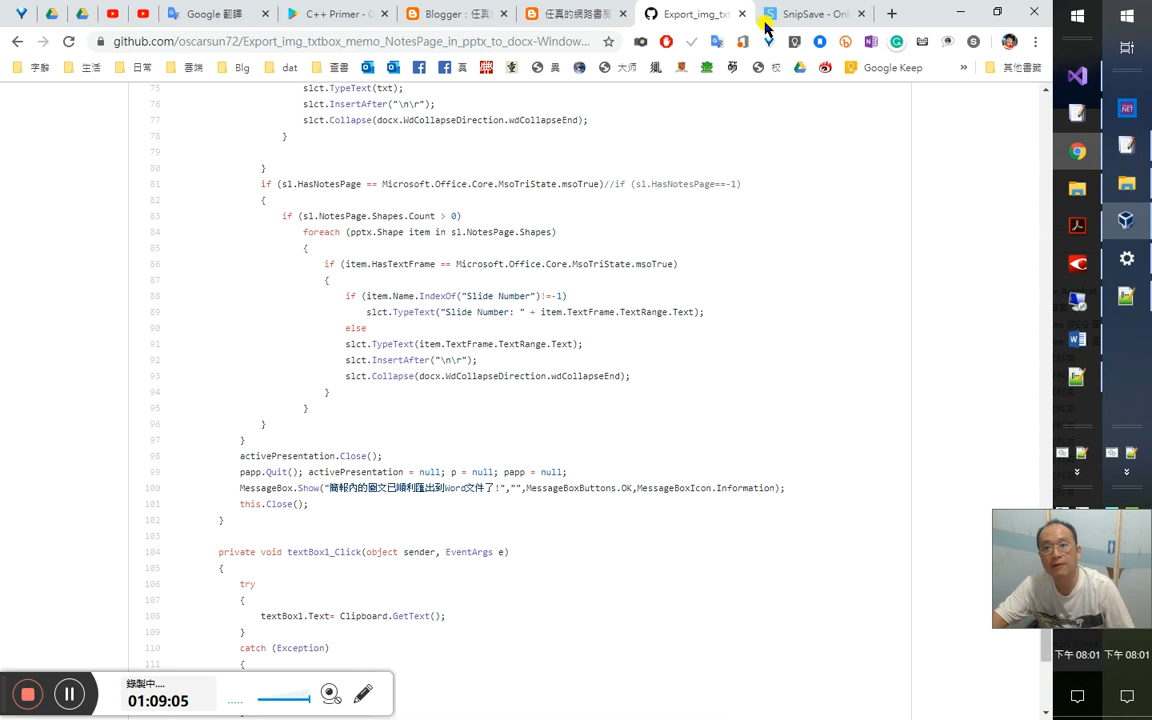 Google 翻譯
C++ Primer - G
Blogger：任真
任真的網路書房
Export_img_txt
SnipSave - Onl
github.com/oscarsun72/Export_img_txtbox_memo_NotesPage_in_pptx_to_docx-Window...
字辭 生活 日常 雲端 Blg dat 查書 真 異 大师 校 Google Keep » 其他書籤
75 slct.TypeText(txt);
76 slct.InsertAfter("\n\r");
77 slct.Collapse(docx.WdCollapseDirection.wdCollapseEnd);
78 }
79
80 }
81 if (sl.HasNotesPage == Microsoft.Office.Core.MsoTriState.msoTrue)//if (sl.HasNotesPage==-1)
82 {
83 if (sl.NotesPage.Shapes.Count > 0)
84 foreach (pptx.Shape item in sl.NotesPage.Shapes)
85 {
86 if (item.HasTextFrame == Microsoft.Office.Core.MsoTriState.msoTrue)
87 {
88 if (item.Name.IndexOf("Slide Number")!=-1)
89 slct.TypeText("Slide Number: " + item.TextFrame.TextRange.Text);
90 else
91 slct.TypeText(item.TextFrame.TextRange.Text);
92 slct.InsertAfter("\n\r");
93 slct.Collapse(docx.WdCollapseDirection.wdCollapseEnd);
94 }
95 }
96 }
97 }
98 activePresentation.Close();
99 papp.Quit(); activePresentation = null; p = null; papp = null;
100 MessageBox.Show("簡報內的圖文已順利匯出到Word文件了!","",MessageBoxButtons.OK,MessageBoxIcon.Information);
101 this.Close();
102 }
103
104 private void textBox1_Click(object sender, EventArgs e)
105 {
106 try
107 {
108 textBox1.Text= Clipboard.GetText();
109 }
110 catch (Exception)
111 {
錄製中....
01:09:05
下午 08:01 下午 08:01